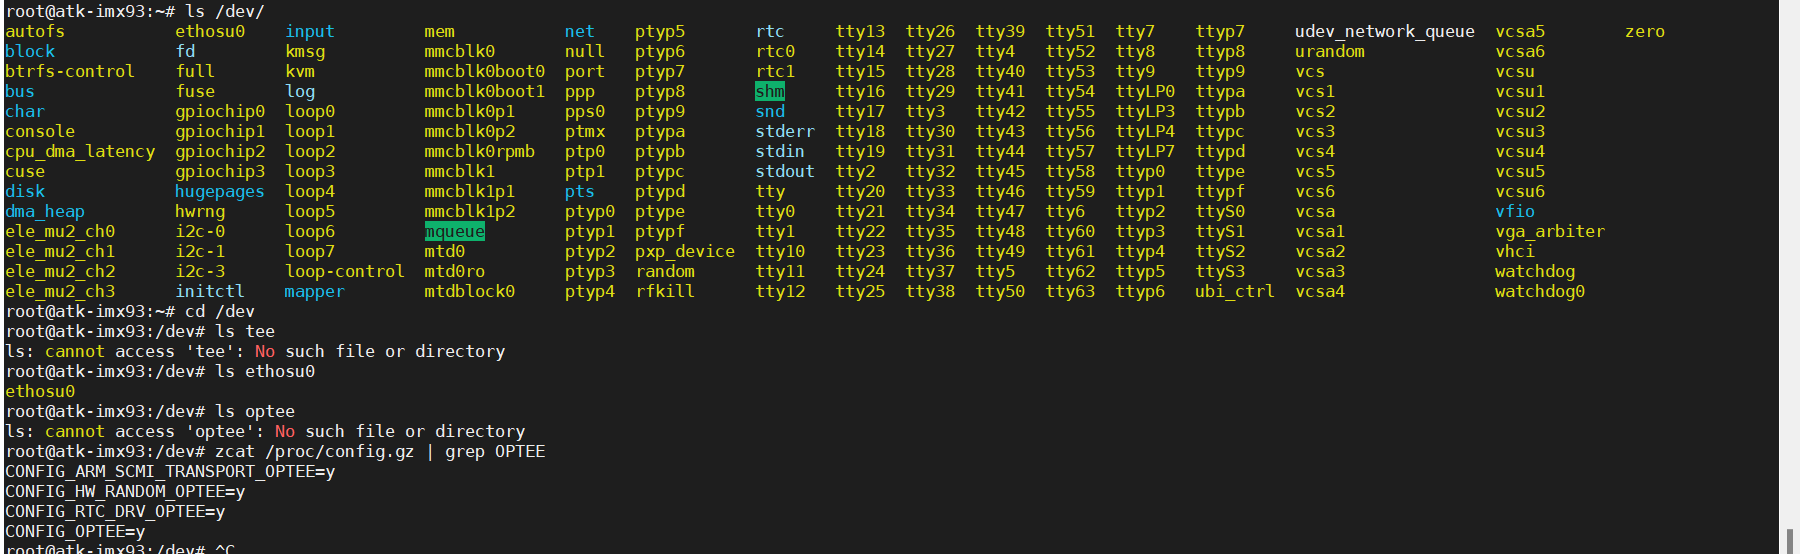 root@atk-imx93:~# ls /dev/
autofs ethosu0 input mem net ptyp5 rtc tty13 tty26 tty39 tty51 tty7 ttyp7 udev_network_queue vcsa5 zero
block fd kmsg mmcblk0 null ptyp6 rtc0 tty14 tty27 tty4 tty52 tty8 ttyp8 urandom vcsa6
btrfs-control full kvm mmcblk0boot0 port ptyp7 rtc1 tty15 tty28 tty40 tty53 tty9 ttyp9 vcs vcsu
bus fuse log mmcblk0boot1 ppp ptyp8 shm tty16 tty29 tty41 tty54 ttyLP0 ttypa vcs1 vcsu1
char gpiochip0 loop0 mmcblk0p1 pps0 ptyp9 snd tty17 tty3 tty42 tty55 ttyLP3 ttypb vcs2 vcsu2
console gpiochip1 loop1 mmcblk0p2 ptmx ptypa stderr tty18 tty30 tty43 tty56 ttyLP4 ttypc vcs3 vcsu3
cpu_dma_latency gpiochip2 loop2 mmcblk0rpmb ptp0 ptypb stdin tty19 tty31 tty44 tty57 ttyLP7 ttypd vcs4 vcsu4
cuse gpiochip3 loop3 mmcblk1 ptp1 ptypc stdout tty2 tty32 tty45 tty58 ttyp0 ttype vcs5 vcsu5
disk hugepages loop4 mmcblk1p1 pts ptypd tty tty20 tty33 tty46 tty59 ttyp1 ttypf vcs6 vcsu6
dma_heap hwrng loop5 mmcblk1p2 ptyp0 ptype tty0 tty21 tty34 tty47 tty6 ttyp2 ttyS0 vcsa vfio
ele_mu2_ch0 i2c-0 loop6 mqueue ptyp1 ptypf tty1 tty22 tty35 tty48 tty60 ttyp3 ttyS1 vcsa1 vga_arbiter
ele_mu2_ch1 i2c-1 loop7 mtd0 ptyp2 pxp_device tty10 tty23 tty36 tty49 tty61 ttyp4 ttyS2 vcsa2 vhci
ele_mu2_ch2 i2c-3 loop-control mtd0ro ptyp3 random tty11 tty24 tty37 tty5 tty62 ttyp5 ttyS3 vcsa3 watchdog
ele_mu2_ch3 initctl mapper mtdblock0 ptyp4 rfkill tty12 tty25 tty38 tty50 tty63 ttyp6 ubi_ctrl vcsa4 watchdog0
root@atk-imx93:~# cd /dev
root@atk-imx93:/dev# ls tee
ls: cannot access 'tee': No such file or directory
root@atk-imx93:/dev# ls ethosu0
ethosu0
root@atk-imx93:/dev# ls optee
ls: cannot access 'optee': No such file or directory
root@atk-imx93:/dev# zcat /proc/config.gz | grep OPTEE
CONFIG_ARM_SCMI_TRANSPORT_OPTEE=y
CONFIG_HW_RANDOM_OPTEE=y
CONFIG_RTC_DRV_OPTEE=y
CONFIG_OPTEE=y
root@atk-imx93:/dev# ^C